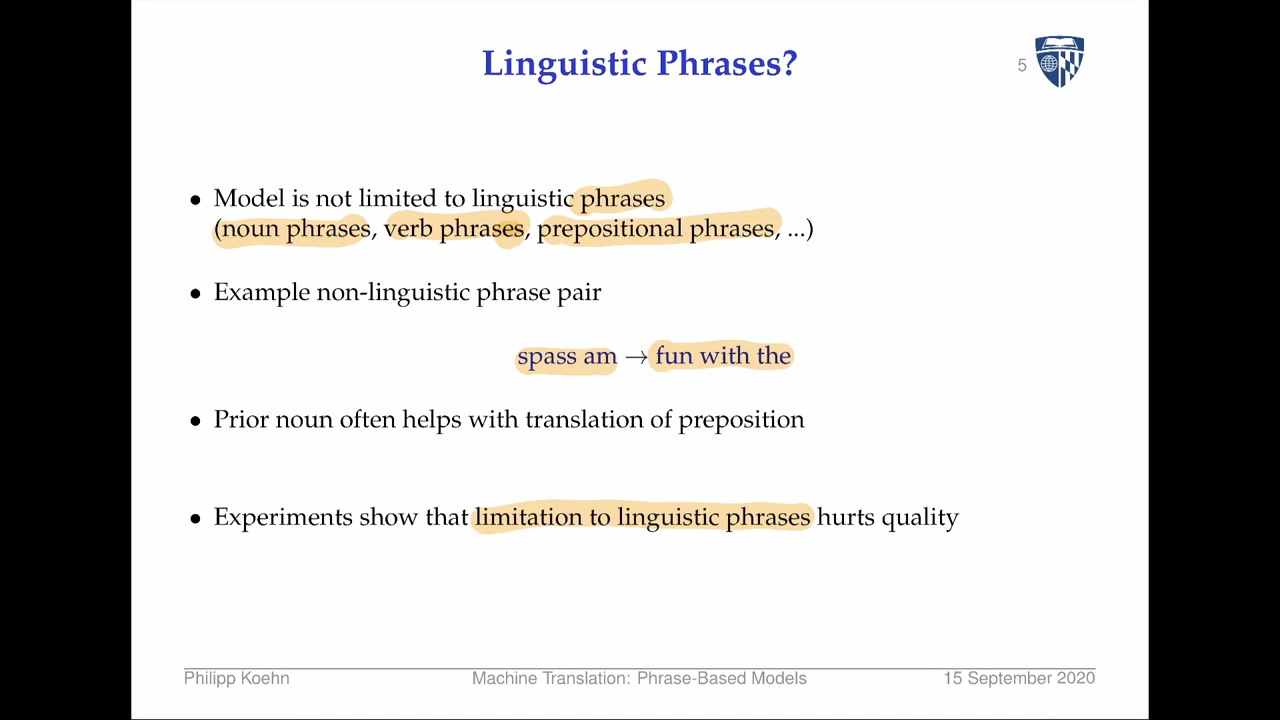 Linguistic Phrases?
5
• Model is not limited to linguistic phrases
(noun phrases, verb phrases, prepositional phrases, ...)
• Example non-linguistic phrase pair
spass am → fun with the
• Prior noun often helps with translation of preposition
• Experiments show that limitation to linguistic phrases hurts quality
Philipp Koehn Machine Translation: Phrase-Based Models 15 September 2020